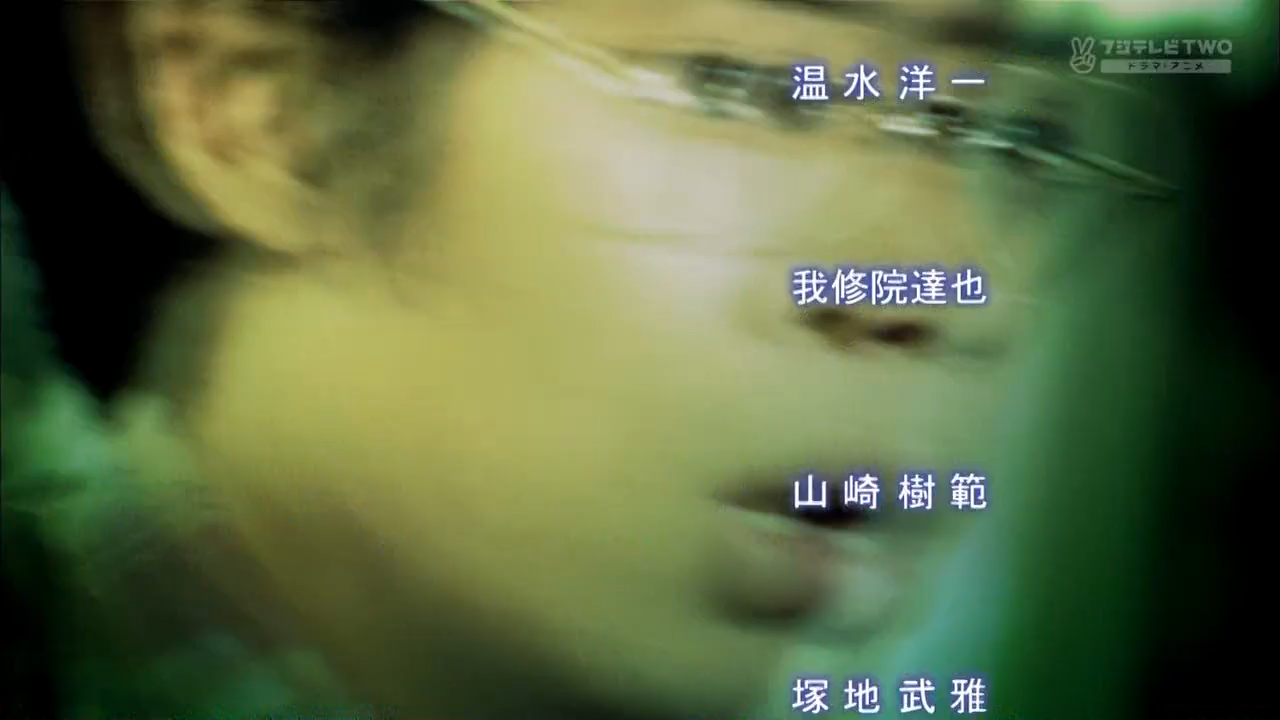 フジテレビTWO
ドラマ・アニメ
温水洋一
我修院達也
山崎樹範
塚地武雅